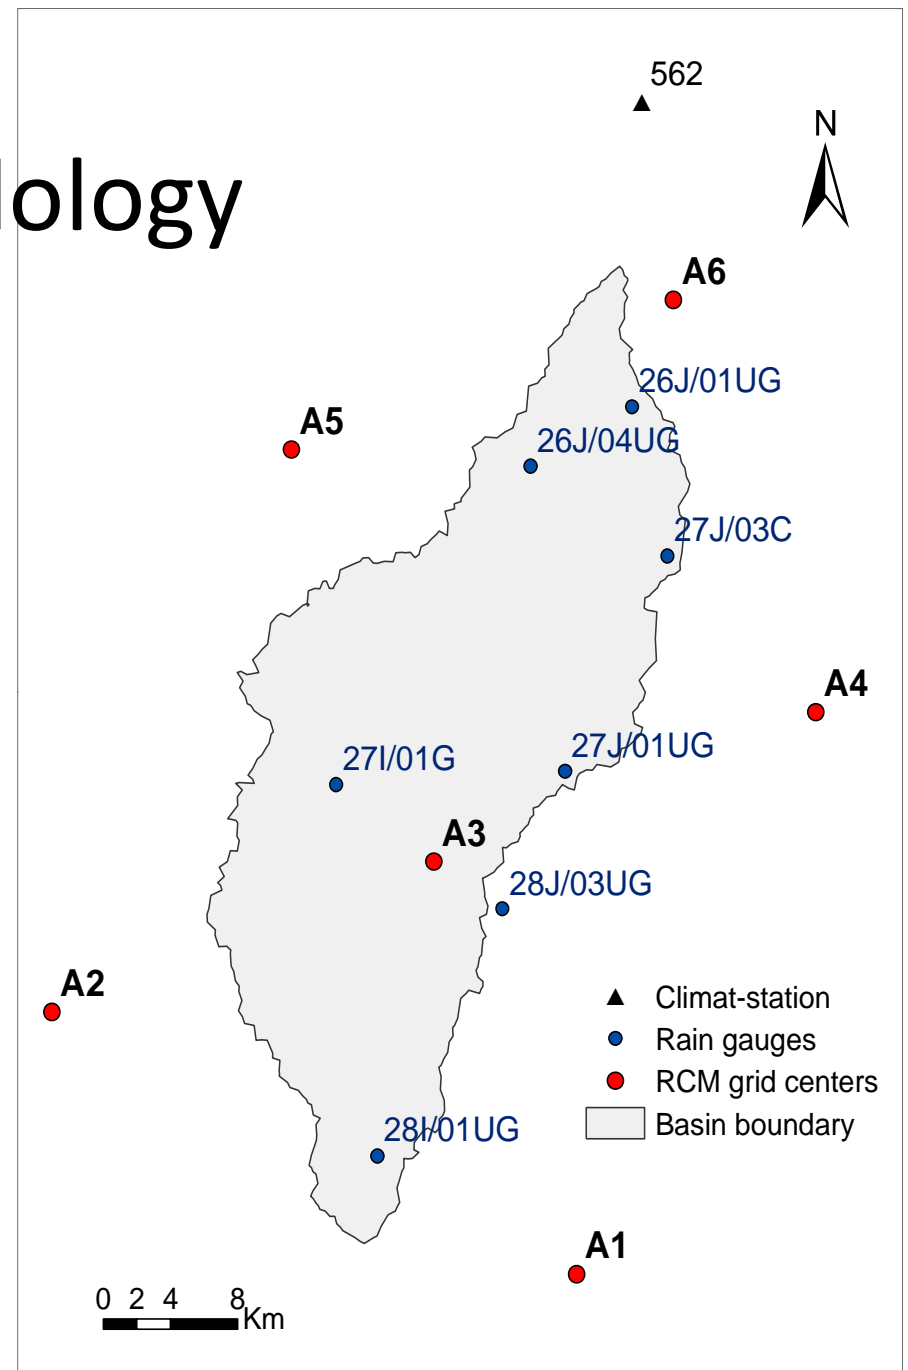 562
N
ology
A6
26J/01UG
A5
26J/04UG
27J/03C
A4
27J/01UG
27I/01G
A3
28J/03UG
A2
Climat-station
Rain gauges
RCM grid centers
Basin boundary
28I/01UG
A1
0 2 4 8
Km